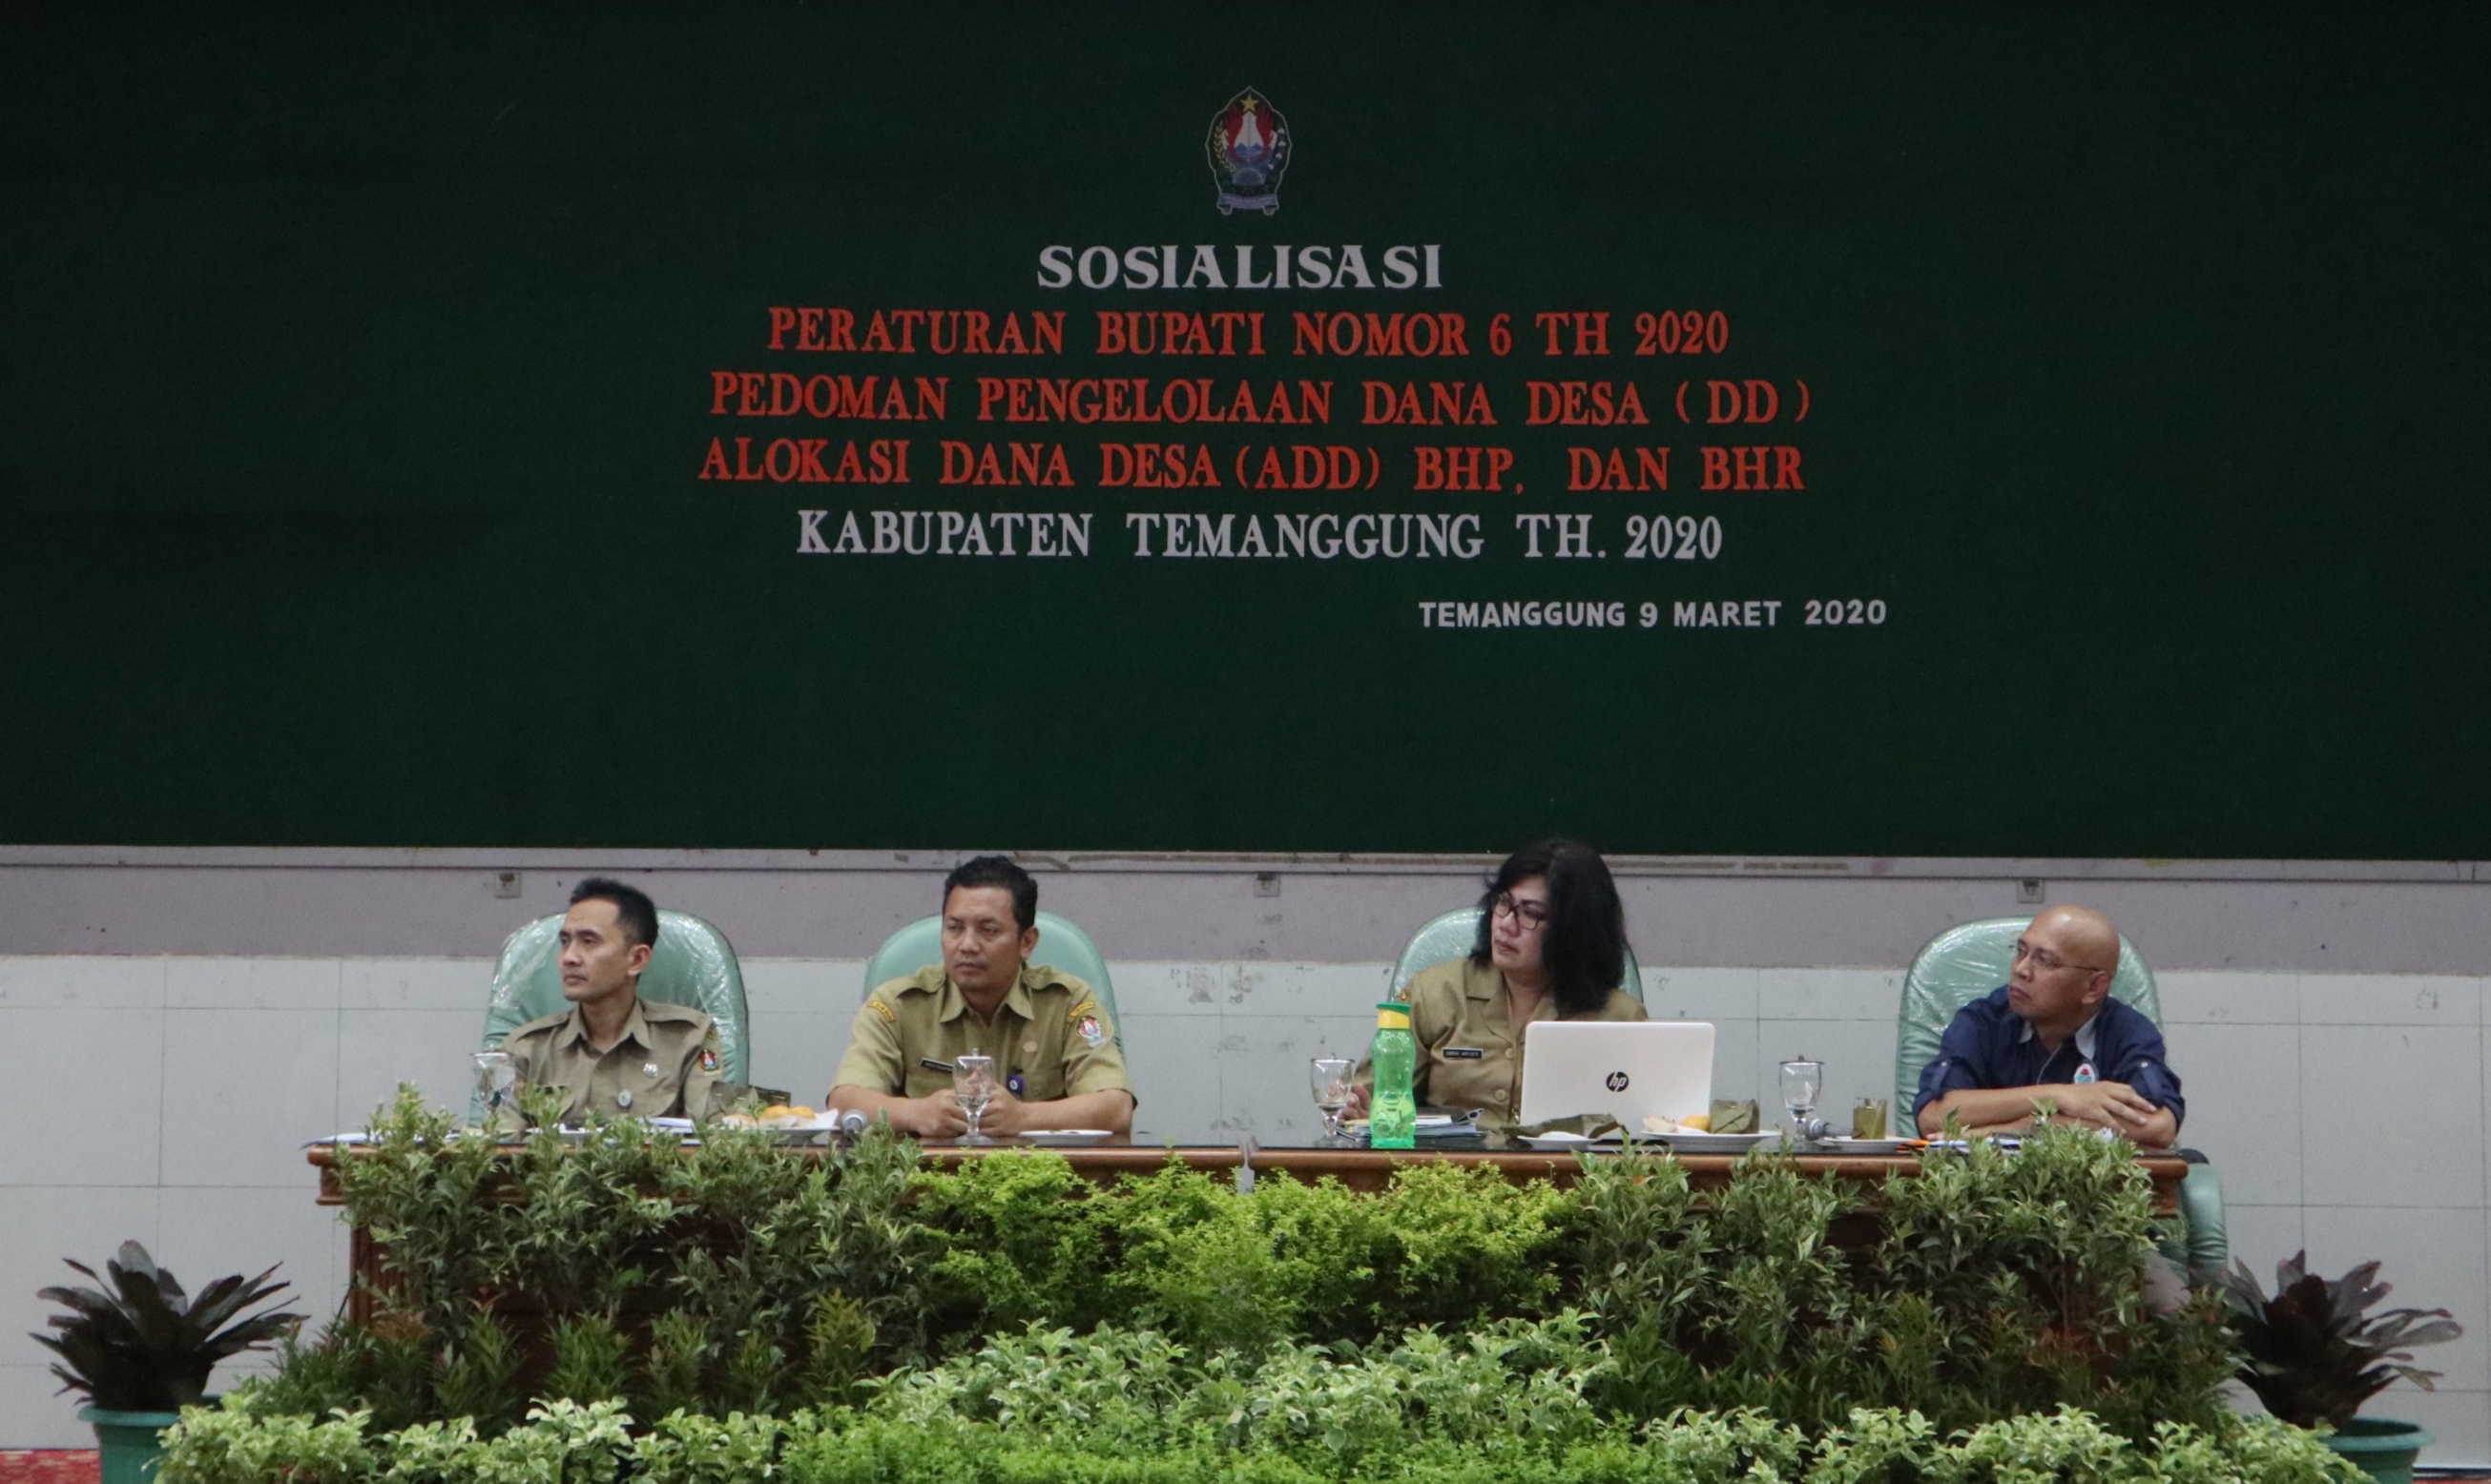 SOSIALISASI
PERATURAN BUPATI NOMOR 6 TH 2020
PEDOMAN PENGELOLAAN DANA DESA ( DD )
ALOKASI DANA DESA (ADD) BHP, DAN BHR
KABUPATEN TEMANGGUNG TH. 2020
TEMANGGUNG 9 MARET 2020
hp